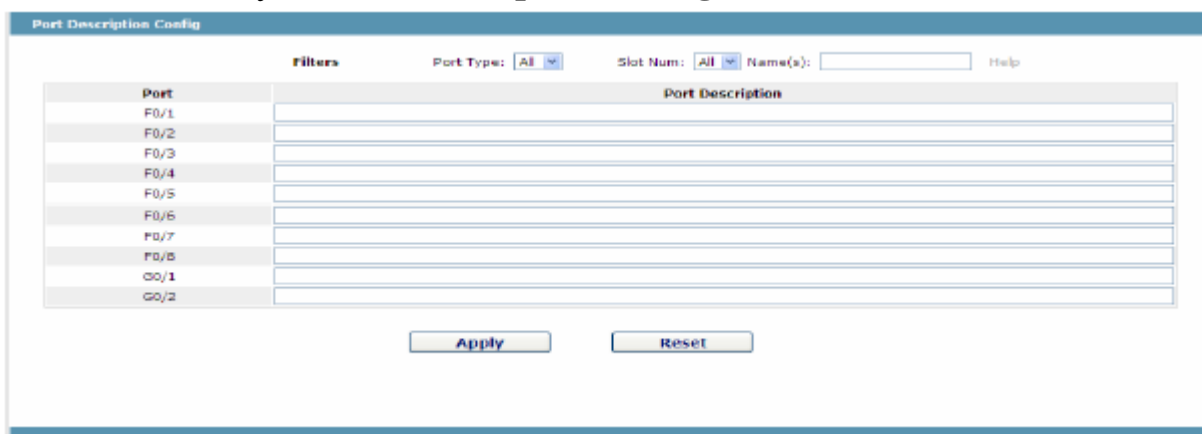 Port Description Config
Filters Port Type: All Slot Num: All Name(s): Help
Port Port Description
F0/1
F0/2
F0/3
F0/4
F0/5
F0/6
F0/7
F0/8
G0/1
G0/2
Apply Reset